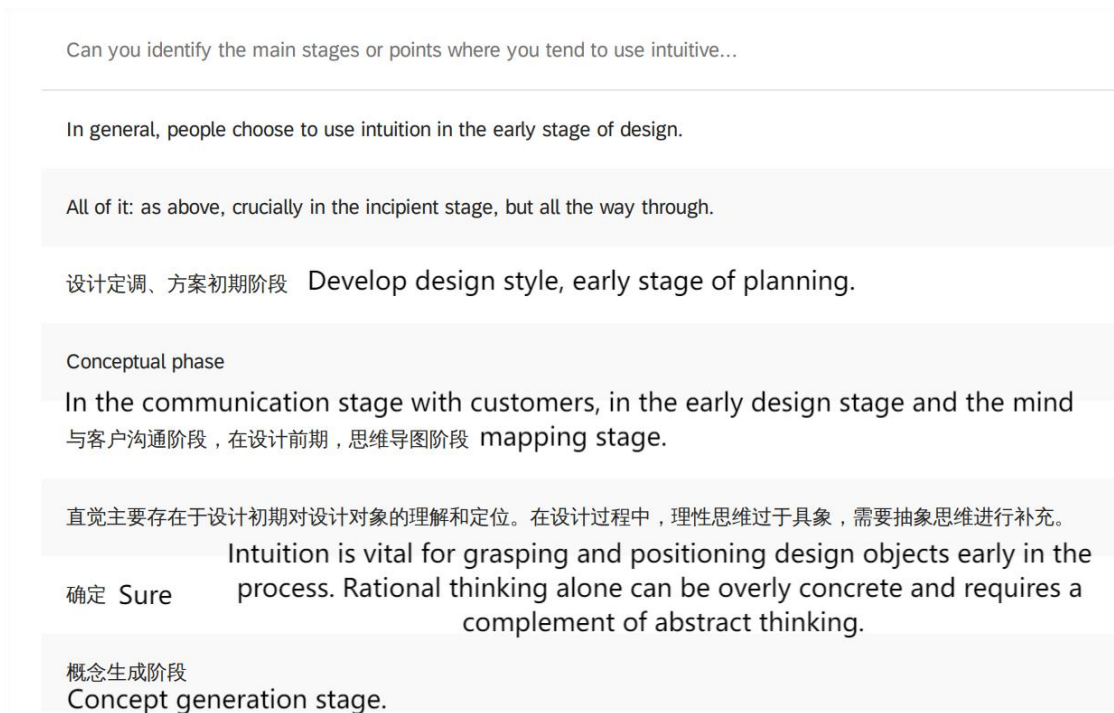 Can you identify the main stages or points where you tend to use intuitive...
In general, people choose to use intuition in the early stage of design.
All of it: as above, crucially in the incipient stage, but all the way through.
设计定调、方案初期阶段 Develop design style, early stage of planning.
Conceptual phase
In the communication stage with customers, in the early design stage and the mind
与客户沟通阶段，在设计前期，思维导图阶段 mapping stage.
直觉主要存在于设计初期对设计对象的理解和定位。在设计过程中，理性思维过于具象，需要抽象思维进行补充。
Intuition is vital for grasping and positioning design objects early in the
确定 Sure process. Rational thinking alone can be overly concrete and requires a
complement of abstract thinking.
概念生成阶段
Concept generation stage.